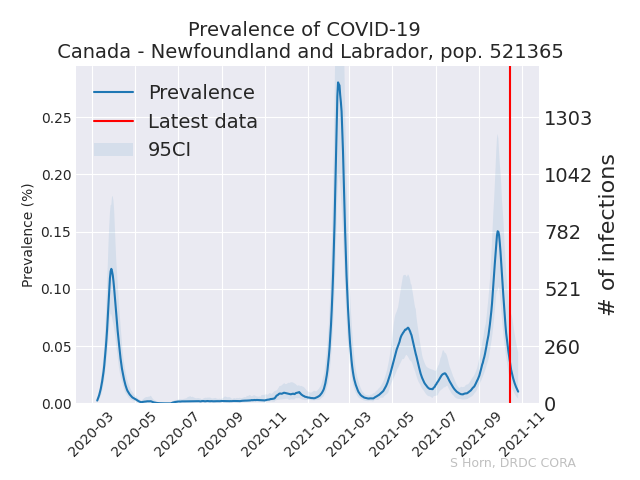 Prevalence of COVID-19
Canada - Newfoundland and Labrador, pop. 521365
Prevalence
Latest data
95CI
Prevalence (%)
0.25
0.20
0.15
0.10
0.05
0.00
1303
1042
782
521
260
0
# of infections
2020-03
2020-05
2020-07
2020-09
2020-11
2021-01
2021-03
2021-05
2021-07
2021-09
2021-11
S Horn, DRDC CORA